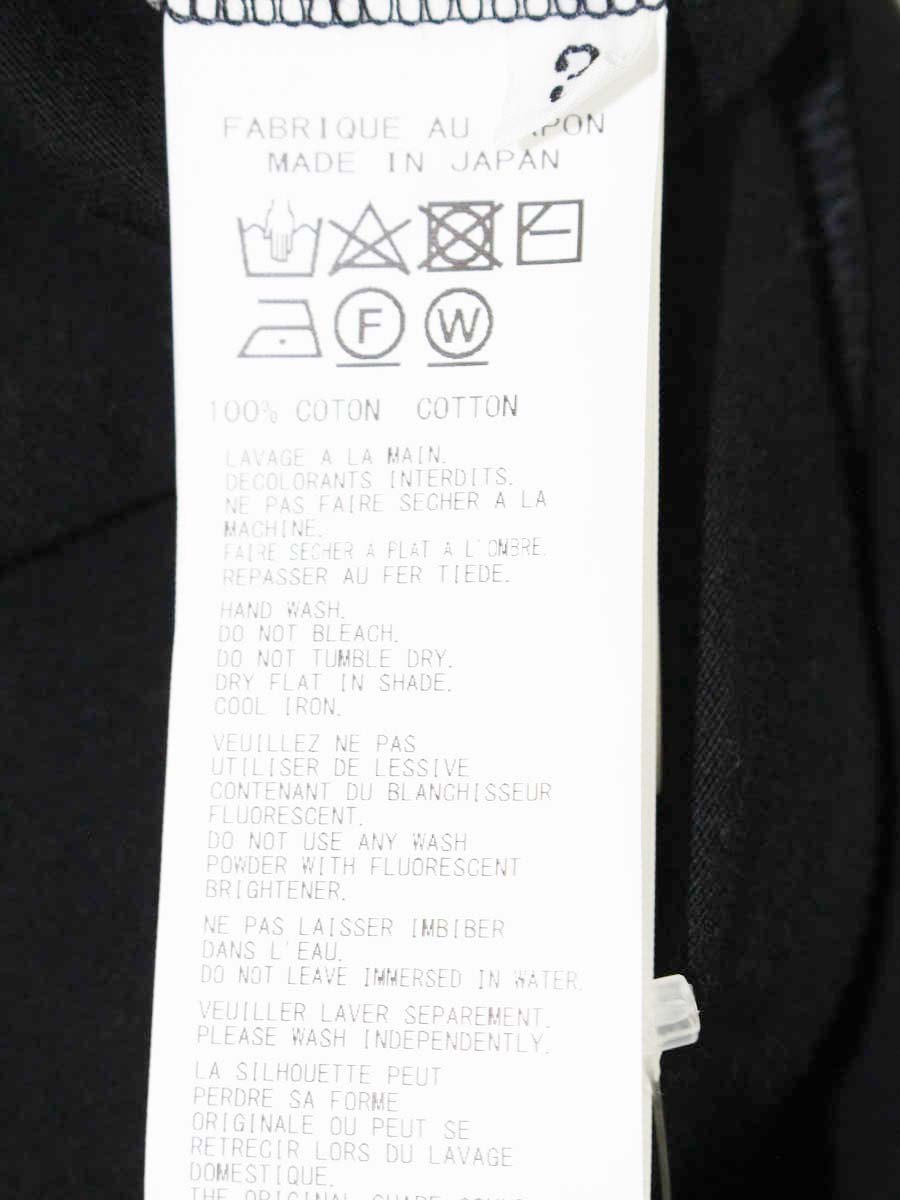 ?
FABRIQUE AU PON
MADE IN JAPAN
F W
100% COTON COTTON
LAVAGE A LA MAIN.
DECOLORANTS INTERDITS.
NE PAS FAIRE SECHER A LA
MACHINE.
FAIRE SECHER A PLAT A L'OMBRE.
REPASSER AU FER TIEDE.
HAND WASH.
DO NOT BLEACH.
DO NOT TUMBLE DRY.
DRY FLAT IN SHADE.
COOL IRON.
VEUILLEZ NE PAS
UTILISER DE LESSIVE
CONTENANT DU BLANCHISSEUR
FLUORESCENT.
DO NOT USE ANY WASH
POWDER WITH FLUORESCENT
BRIGHTENER.
NE PAS LAISSER IMBIBER
DANS L'EAU.
DO NOT LEAVE IMMERSED IN WATER.
VEUILLER LAVER SEPAREMENT.
PLEASE WASH INDEPENDENTLY.
LA SILHOUETTE PEUT
PERDRE SA FORME
ORIGINALE OU PEUT SE
RETRECIR LORS DU LAVAGE
DOMESTIQUE.
THE ORIGINAL SHAPE